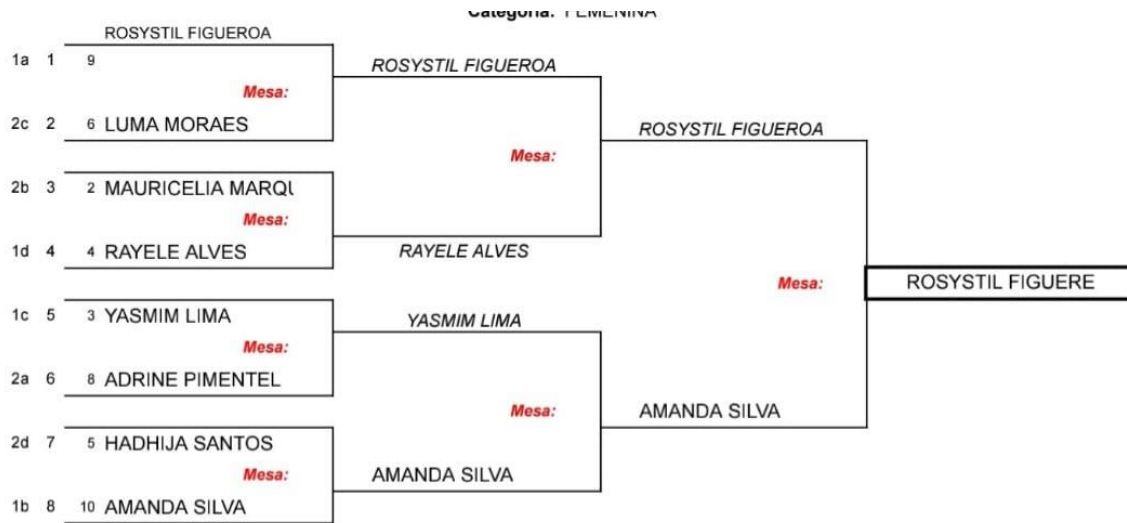 Categoria: FEMENINA
ROSYSTIL FIGUEROA
1a 1 9
ROSYSTIL FIGUEROA
Mesa:
2c 2 6 LUMA MORAES
ROSYSTIL FIGUEROA
Mesa:
2b 3 2 MAURICELIA MARQU
Mesa:
1d 4 4 RAYELE ALVES
RAYELE ALVES
Mesa:
ROSYSTIL FIGUERE
1c 5 3 YASMIM LIMA
YASMIM LIMA
Mesa:
2a 6 8 ADRINE PIMENTEL
Mesa:
AMANDA SILVA
2d 7 5 HADHIJA SANTOS
Mesa:
AMANDA SILVA
1b 8 10 AMANDA SILVA